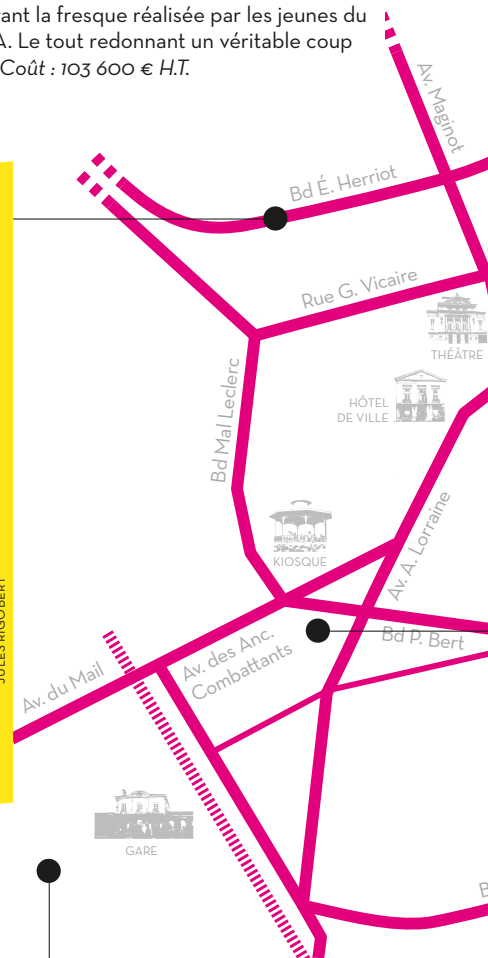 ant la fresque réalisée par les jeunes du
A. Le tout redonnant un véritable coup
Coût : 103 600 € H.T.
Av. Maginot
Bd É. Herriot
Rue G. Vicaire
THÉÂTRE
HÔTEL
DE VILLE
Bd Mal Leclerc
KIOSQUE
Av. A. Lorraine
JULES RIGOBERT
Bd P. Bert
Av. des Anc.
Combattants
Av. du Mail
GARE
B